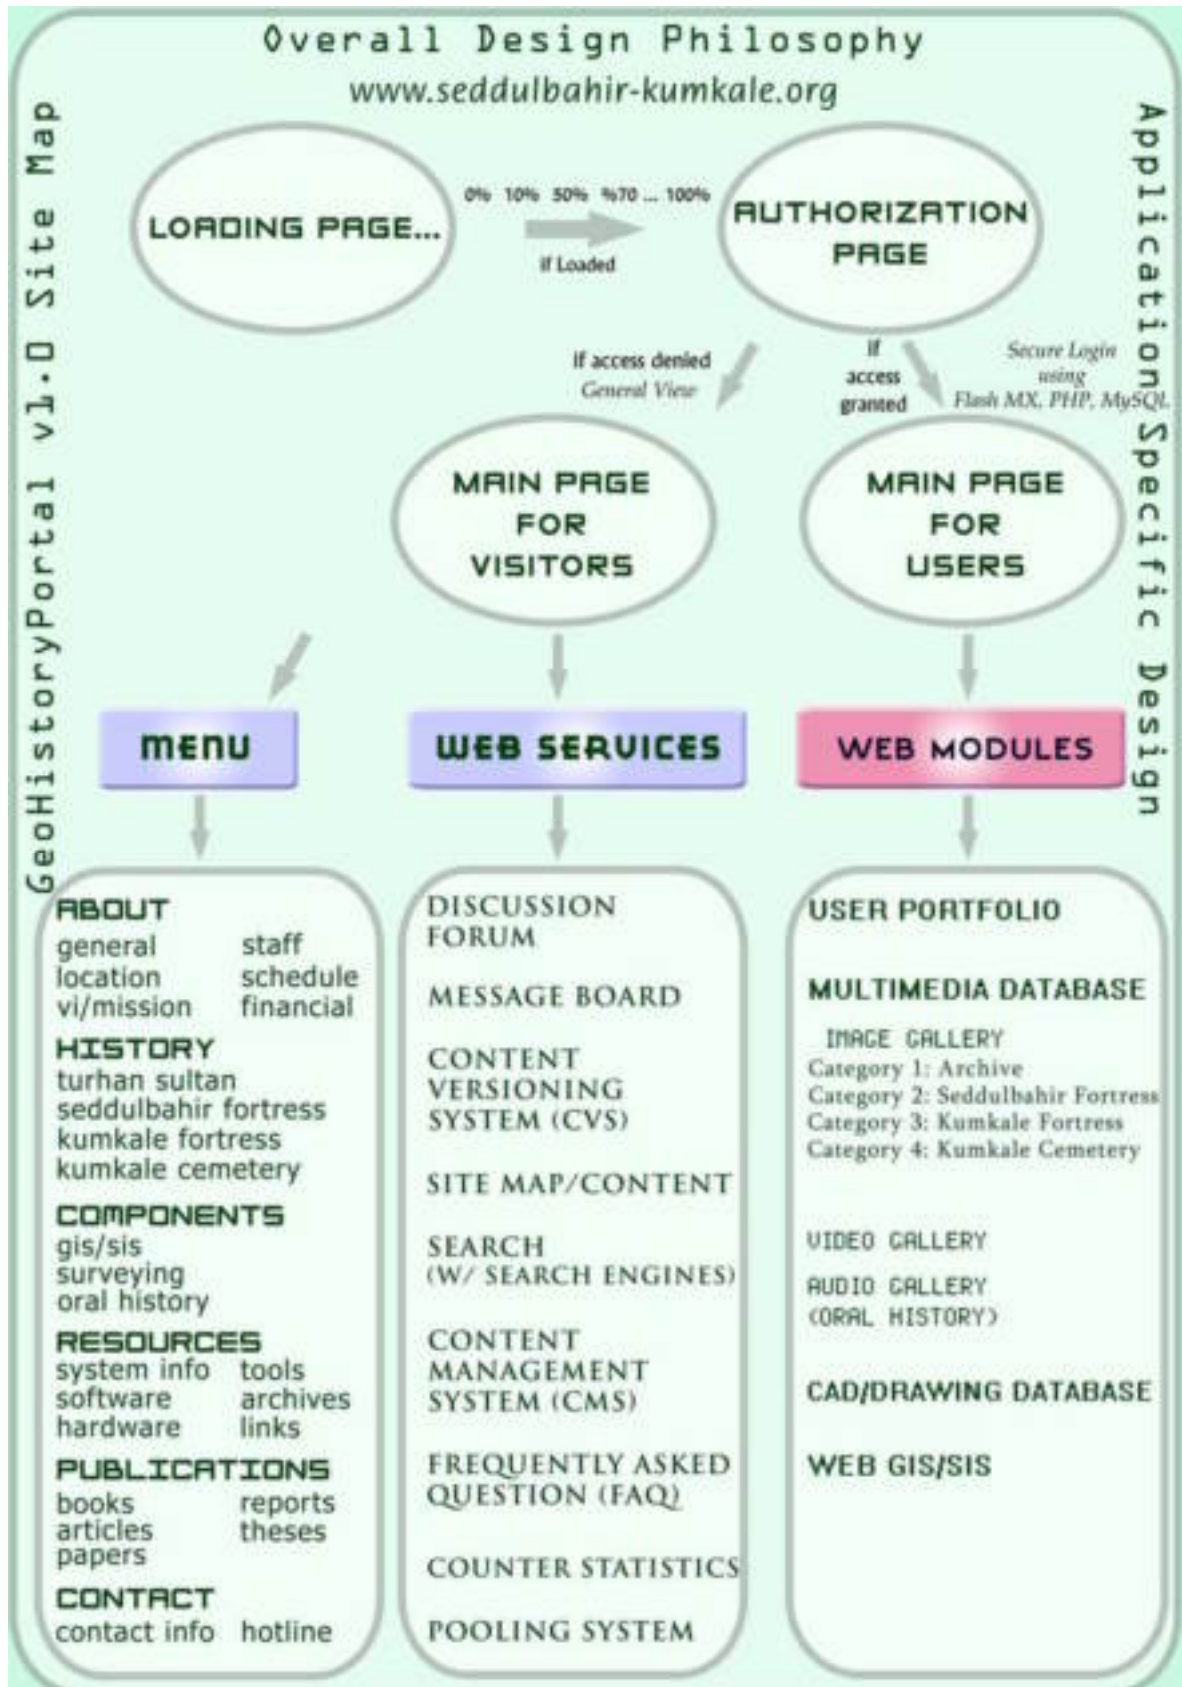 Overall Design Philosophy
www.seddulbahir-kumkale.org
GeoHistoryPortal v1.0 Site Map
Application Specific Design
LOADING PAGE...
0% 10% 50% %70 ... 100%
if Loaded
AUTHORIZATION
PAGE
if access denied
General View
if
access
granted
Secure Login
using
Flash MX, PHP, MySQL
MAIN PAGE
FOR
VISITORS
MAIN PAGE
FOR
USERS
MENU
WEB SERVICES
WEB MODULES
ABOUT
general staff
location schedule
vi/mission financial
HISTORY
turhan sultan
seddulbahir fortress
kumkale fortress
kumkale cemetery
COMPONENTS
gis/sis
surveying
oral history
RESOURCES
system info tools
software archives
hardware links
PUBLICATIONS
books reports
articles theses
papers
CONTACT
contact info hotline
DISCUSSION
FORUM
MESSAGE BOARD
CONTENT
VERSIONING
SYSTEM (CVS)
SITE MAP/CONTENT
SEARCH
(W/ SEARCH ENGINES)
CONTENT
MANAGEMENT
SYSTEM (CMS)
FREQUENTLY ASKED
QUESTION (FAQ)
COUNTER STATISTICS
POOLING SYSTEM
USER PORTFOLIO
MULTIMEDIA DATABASE
IMAGE GALLERY
Category 1: Archive
Category 2: Seddulbahir Fortress
Category 3: Kumkale Fortress
Category 4: Kumkale Cemetery
VIDEO GALLERY
AUDIO GALLERY
(ORAL HISTORY)
CAD/DRAWING DATABASE
WEB GIS/SIS